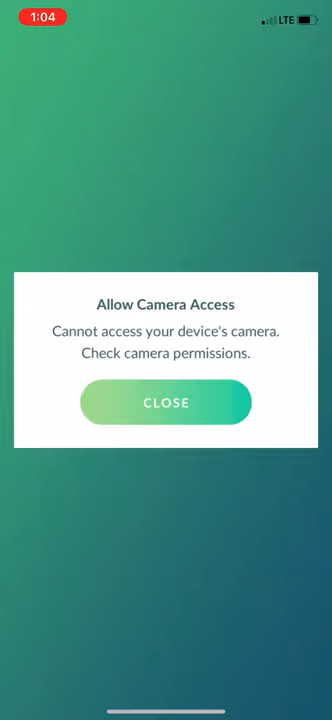 1:04
LTE
Allow Camera Access
Cannot access your device's camera.
Check camera permissions.
CLOSE